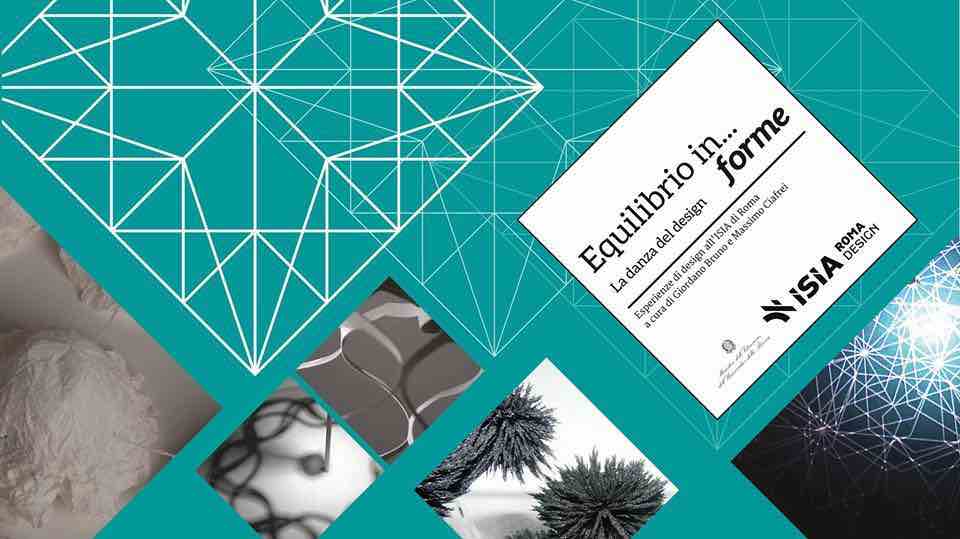 Equilibrio in...
forme
La danza del design
Esperienze di design all'ISIA di Roma
a cura di Giordano Bruno e Massimo Ciafrei
ISIA ROMA
DESIGN